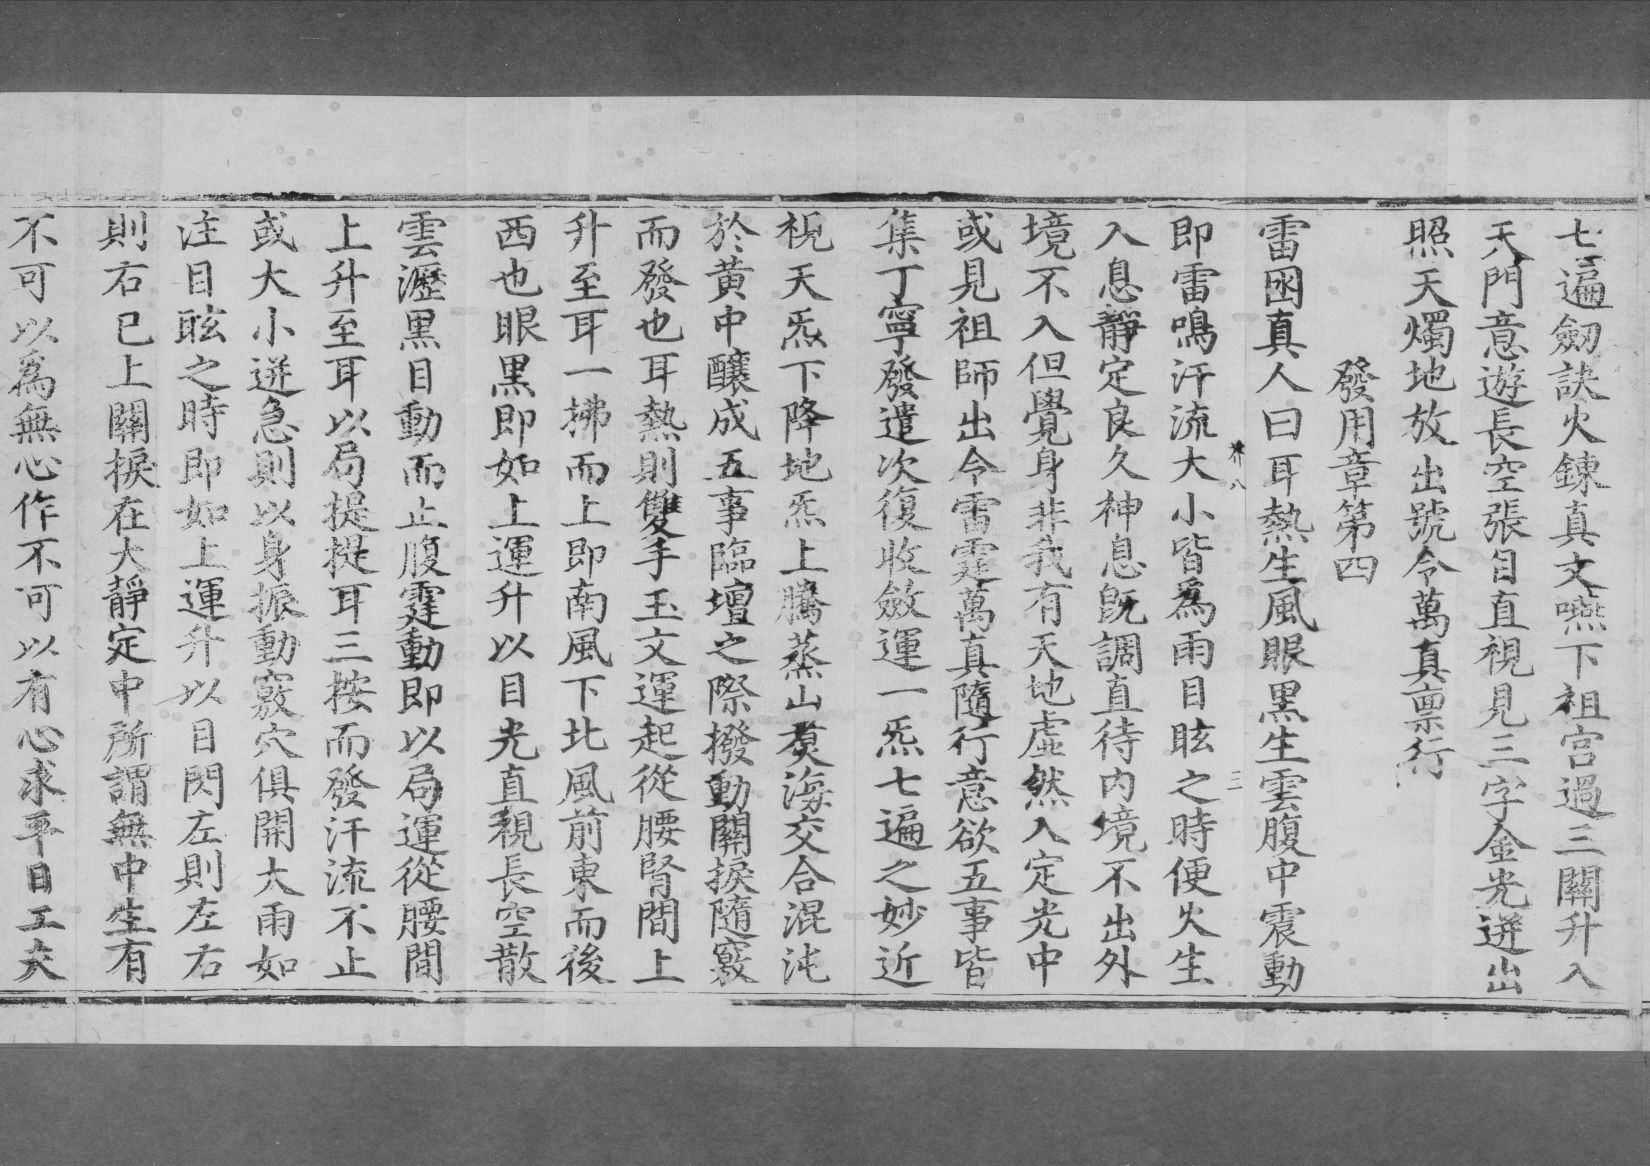 七遍劒訣火鍊真文嚥下祖宫過三關升入
天門意遊長空張目直視見三字金光迸出
照天燭地放出號令萬真禀行
發用章第四
雷囦真人曰耳熱生風眼黒生雲腹中震動
即雷鳴汗流大小皆爲雨目眩之時便火生
入息靜定良久神息旣調直待内境不出外
境不入但覺身非我有天地虚然入定光中
或見祖師出令雷霆萬真隨行意欲五事皆
集丁寧發遣次復收斂運一炁七遍之妙近
視天炁下降地炁上騰蒸山奠海交合混沌
於黄中釀成五事臨壇之際撥動關捩隨竅
而發也耳熱則雙手玉文運起從腰腎間上
升至耳一拂而上即南風下北風前東而後
西也眼黒即如上運升以目光直視長空散
雲瀝黒目動而止腹霆動即以局運從腰間
上升至耳以局提提耳三按而發汗流不止
或大小迸急則以身振動竅穴俱開大雨如
注目眩之時即如上運升以目閃左則左右
則右已上關捩在大靜定中所謂無中生有
不可以爲無心作不可以有心求平日工夫